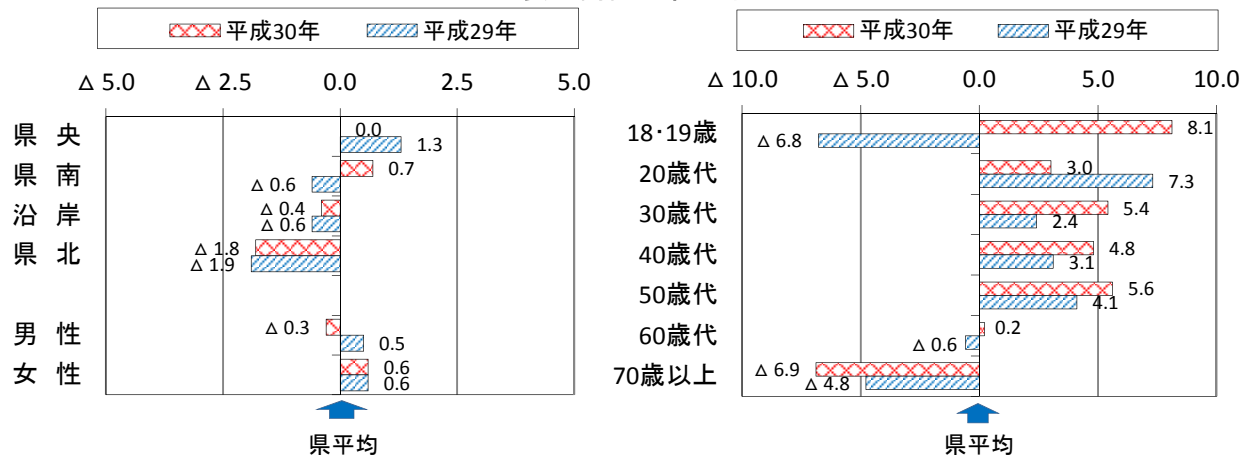 平成30年 平成29年
Δ 5.0 Δ 2.5 0.0 2.5 5.0
県 央 0.0
1.3
県 南 0.7
Δ 0.6
沿 岸 Δ 0.4
Δ 0.6
県 北 Δ 1.8
Δ 1.9
男 性 Δ 0.3
0.5
女 性 0.6
0.6
県平均
平成30年 平成29年
Δ 10.0 Δ 5.0 0.0 5.0 10.0
18･19歳 8.1
Δ 6.8
20歳代 3.0
7.3
30歳代 5.4
2.4
40歳代 4.8
3.1
50歳代 5.6
4.1
60歳代 0.2
Δ 0.6
70歳以上 Δ 6.9
Δ 4.8
県平均